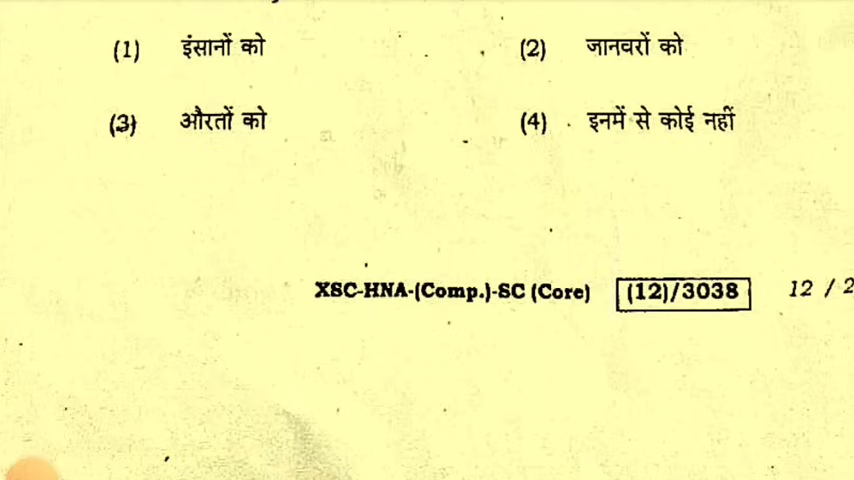 (1) इंसानों को (2) जानवरों को
(3) औरतों को (4) इनमें से कोई नहीं
XSC-HNA-(Comp.)-SC (Core) (12)/3038 12 / 2